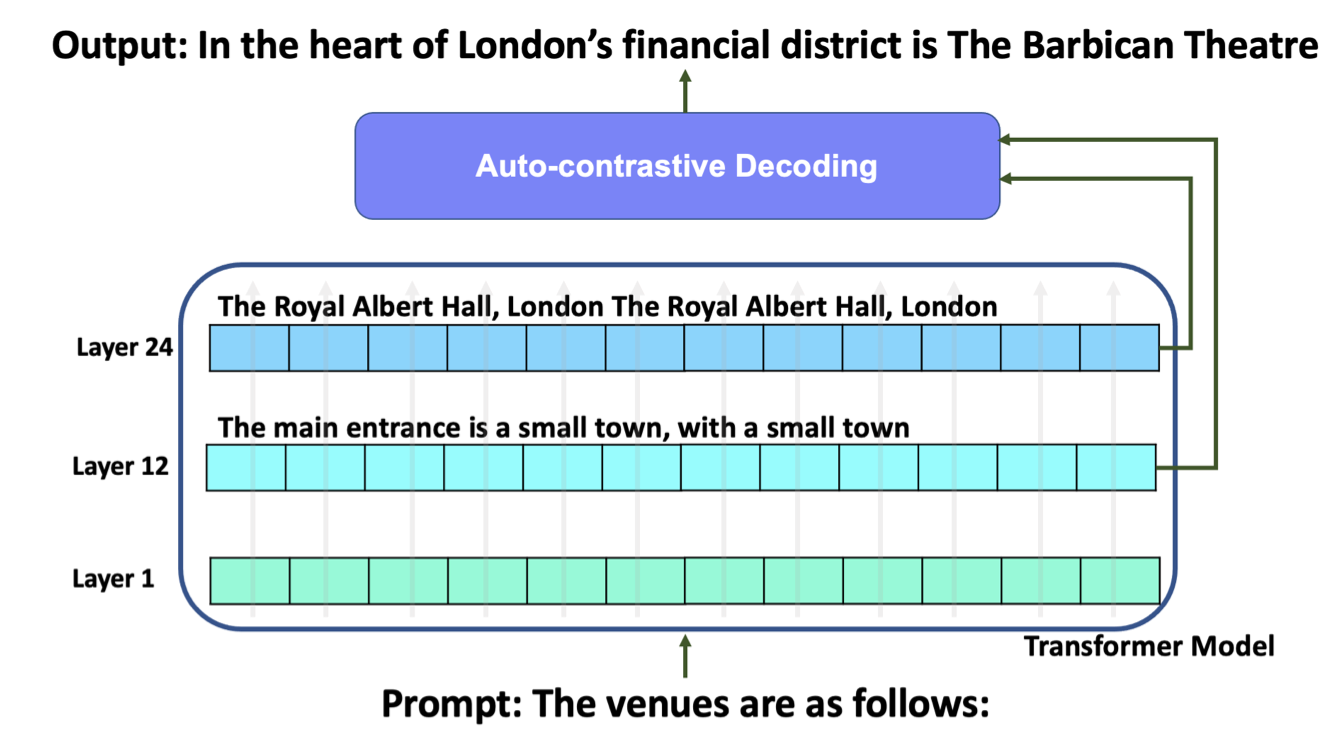 Output: In the heart of London’s financial district is The Barbican Theatre
Auto-contrastive Decoding
The Royal Albert Hall, London The Royal Albert Hall, London
Layer 24
The main entrance is a small town, with a small town
Layer 12
Layer 1
Transformer Model
Prompt: The venues are as follows: